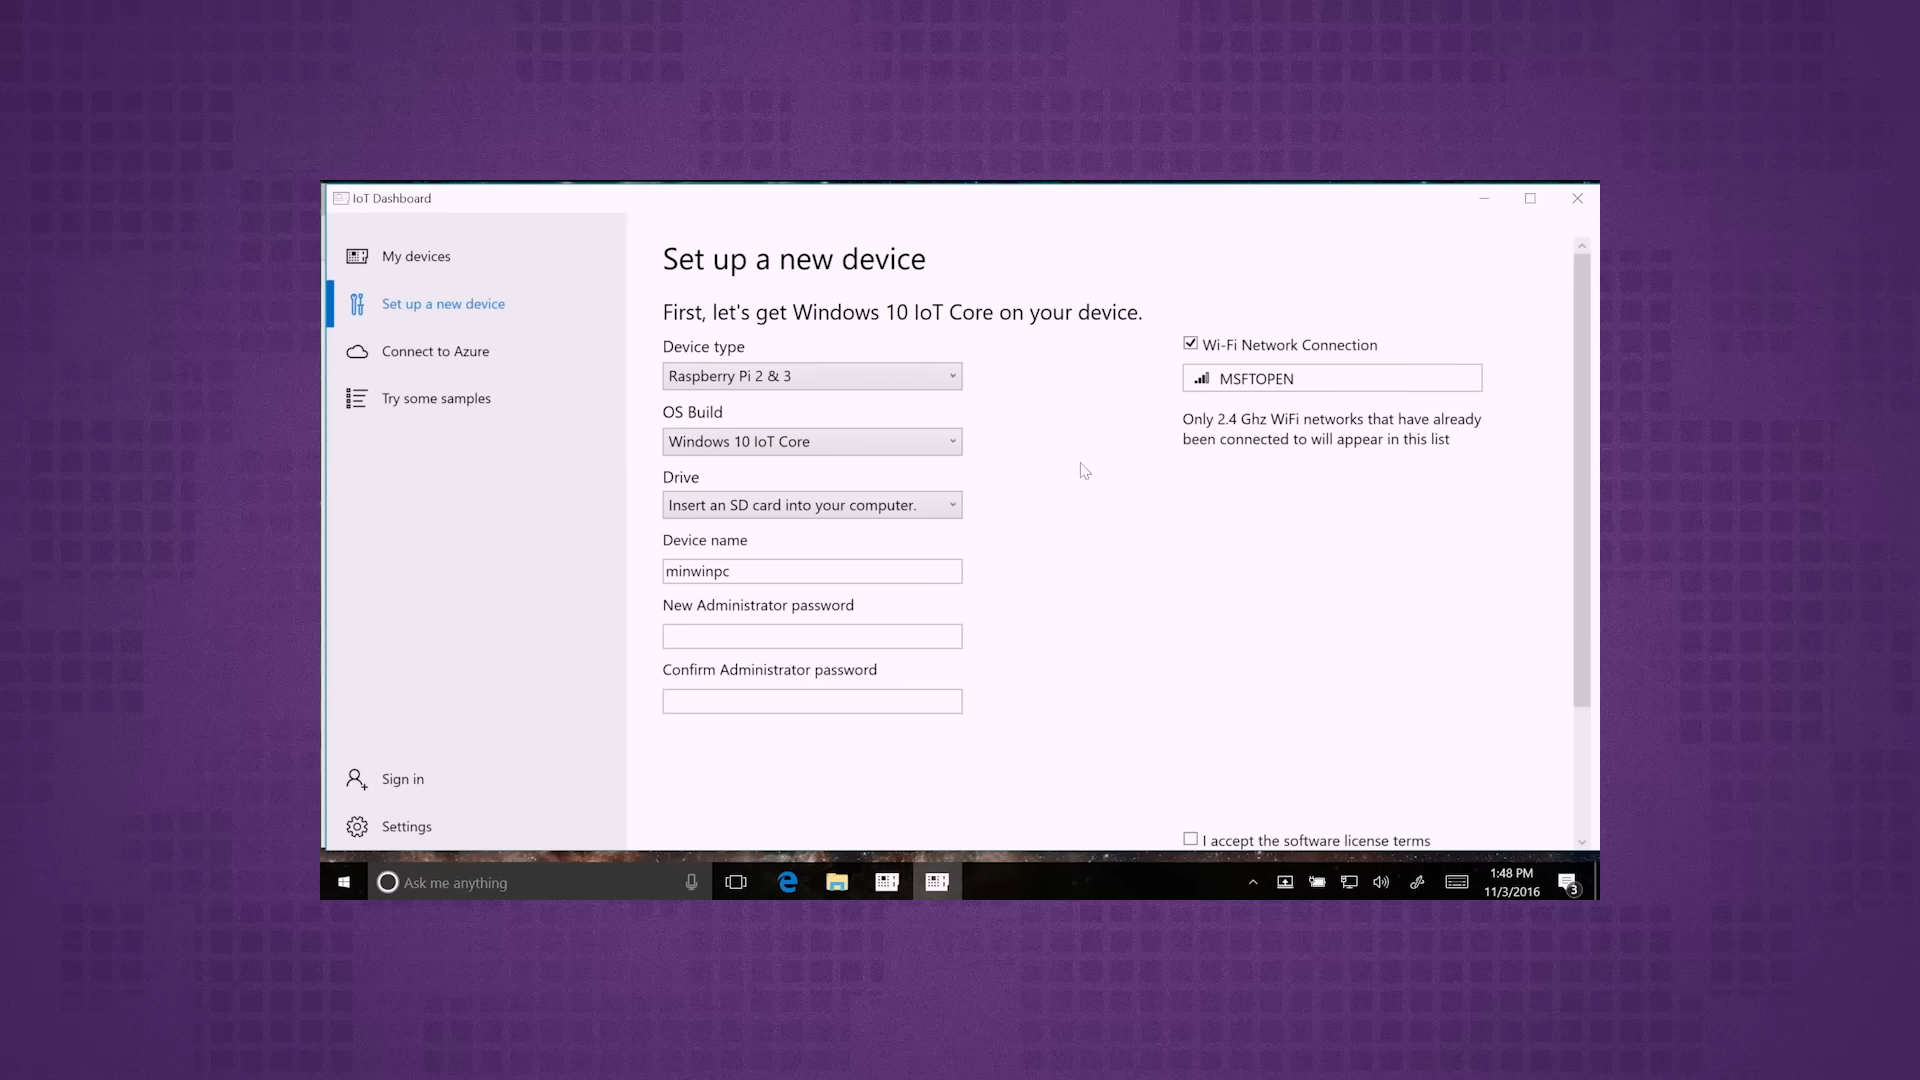 IoT Dashboard
My devices
Set up a new device
Connect to Azure
Try some samples
Sign in
Settings
Set up a new device
First, let's get Windows 10 IoT Core on your device.
Device type
Raspberry Pi 2 & 3
OS Build
Windows 10 IoT Core
Drive
Insert an SD card into your computer.
Device name
minwinpc
New Administrator password
Confirm Administrator password
Wi-Fi Network Connection
MSFTOPEN
Only 2.4 Ghz WiFi networks that have already
been connected to will appear in this list
I accept the software license terms
Ask me anything
1:48 PM
11/3/2016
3